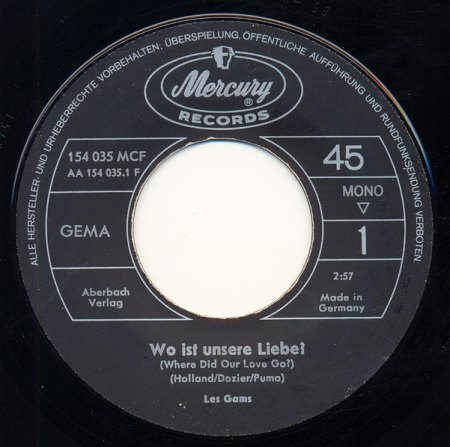 ALLE HERSTELLER- UND URHEBERRECHTE VORBEHALTEN; ÜBERSPIELUNG, ÖFFENTLICHE AUFFÜHRUNG UND RUNDFUNKSENDUNG VERBOTEN.
Mercury ®
RECORDS
154 035 MCF
AA 154 035.1 F
45
MONO
GEMA
1
2:57
Aberbach
Verlag
Made in
Germany
Wo ist unsere Liebe?
(Where Did Our Love Go?)
(Holland/Dozier/Puma)
Les Gams